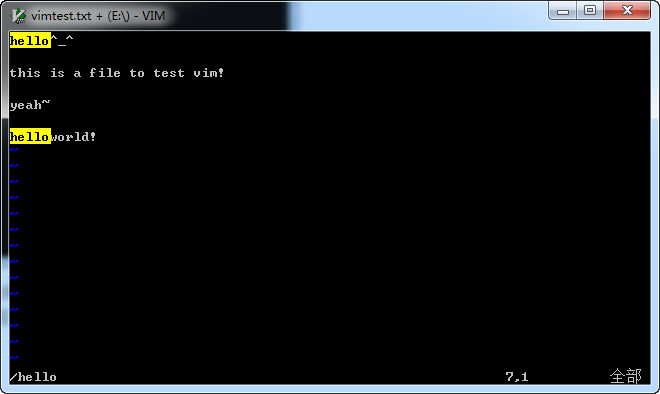 vimtest.txt + (E:\) - VIM
hello^_^
this is a file to test vim!
yeah~
helloworld!
~
~
~
~
~
~
~
~
~
~
~
~
~
~
/hello 7,1 全部